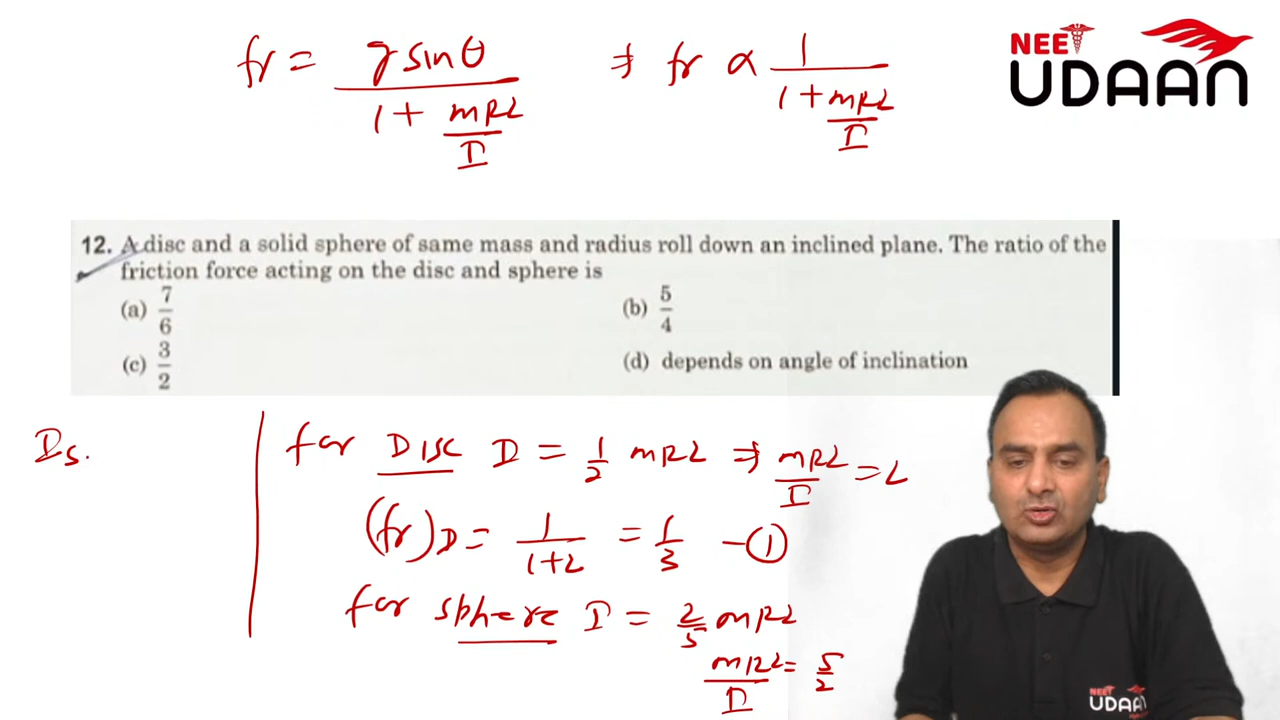 fr = g sinθ / (1 + mR2/I) ⇒ fr α 1 / (1 + mR2/I)
NEET
UDAAN
12. A disc and a solid sphere of same mass and radius roll down an inclined plane. The ratio of the
friction force acting on the disc and sphere is
(a) 7/6 (b) 5/4
(c) 3/2 (d) depends on angle of inclination
Is.
for DISC I = 1/2 mR2 ⇒ mR2/I = 2
(fr)D = 1/(1+2) = 1/3 -①
for sphere I = 2/5 mR2
mR2/I = 5/2
NEET
UDAAN